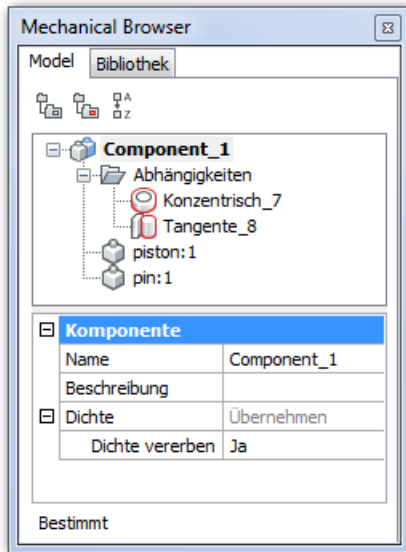 Mechanical Browser
Model Bibliothek
Component_1
Abhängigkeiten
Konzentrisch_7
Tangente_8
piston:1
pin:1
Komponente
Name Component_1
Beschreibung
Dichte Übernehmen
Dichte vererben Ja
Bestimmt